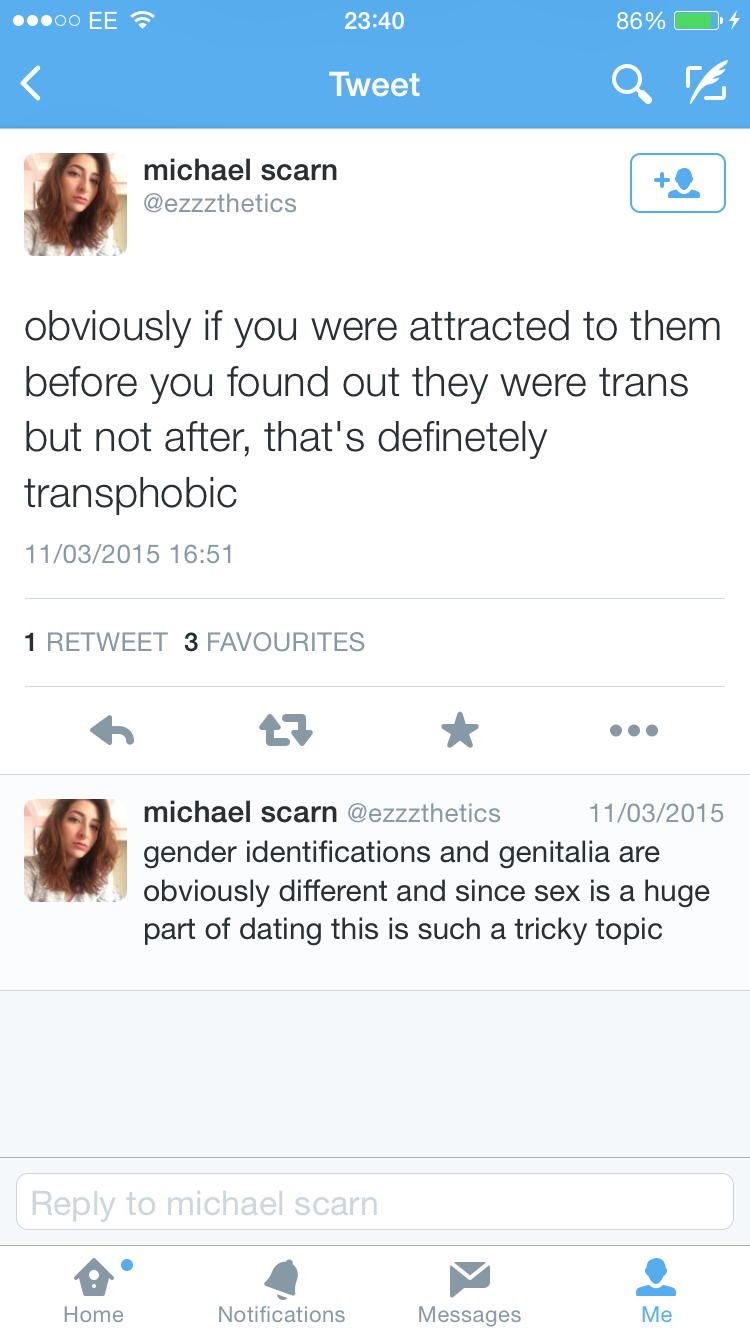 EE 23:40 86%
Tweet
michael scarn
@ezzzthetics
obviously if you were attracted to them
before you found out they were trans
but not after, that's definetely
transphobic
11/03/2015 16:51
1 RETWEET 3 FAVOURITES
michael scarn @ezzzthetics 11/03/2015
gender identifications and genitalia are
obviously different and since sex is a huge
part of dating this is such a tricky topic
Reply to michael scarn
Home Notifications Messages Me